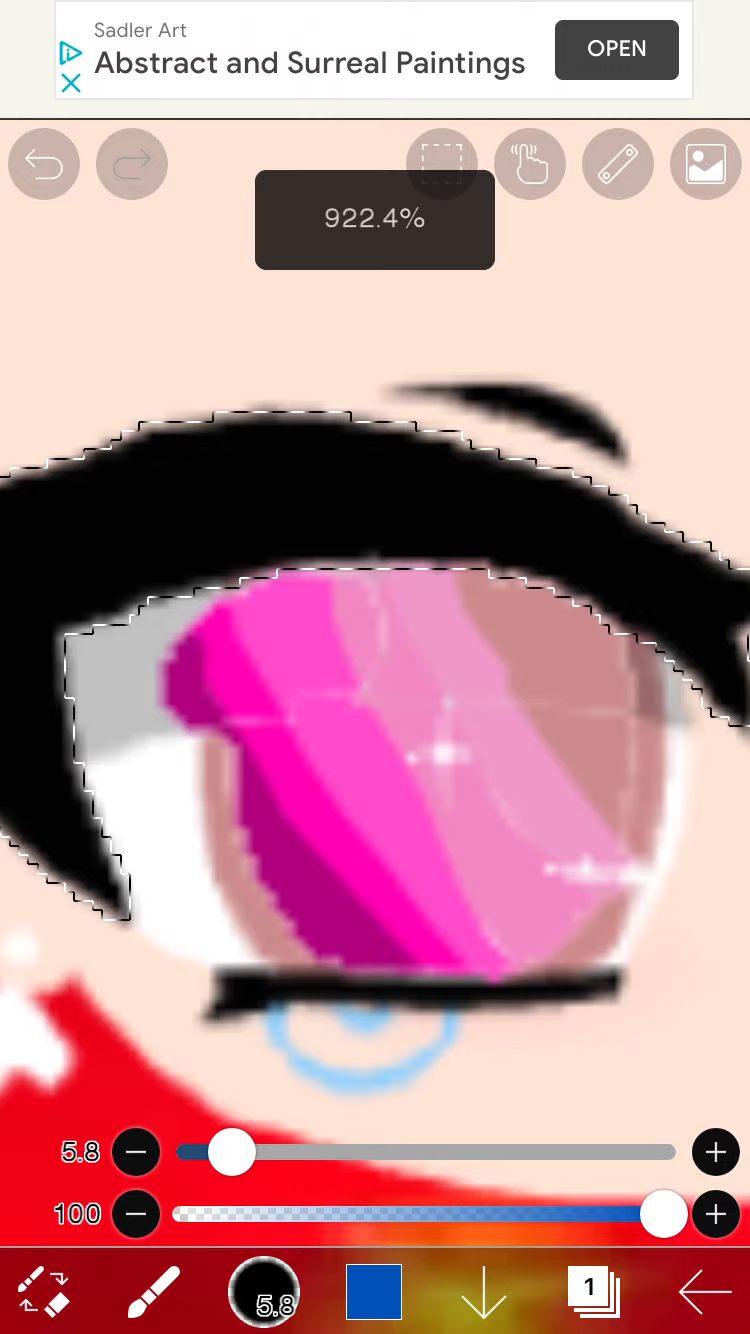 Sadler Art
Abstract and Surreal Paintings
OPEN
922.4%
5.8
100
5.8
1